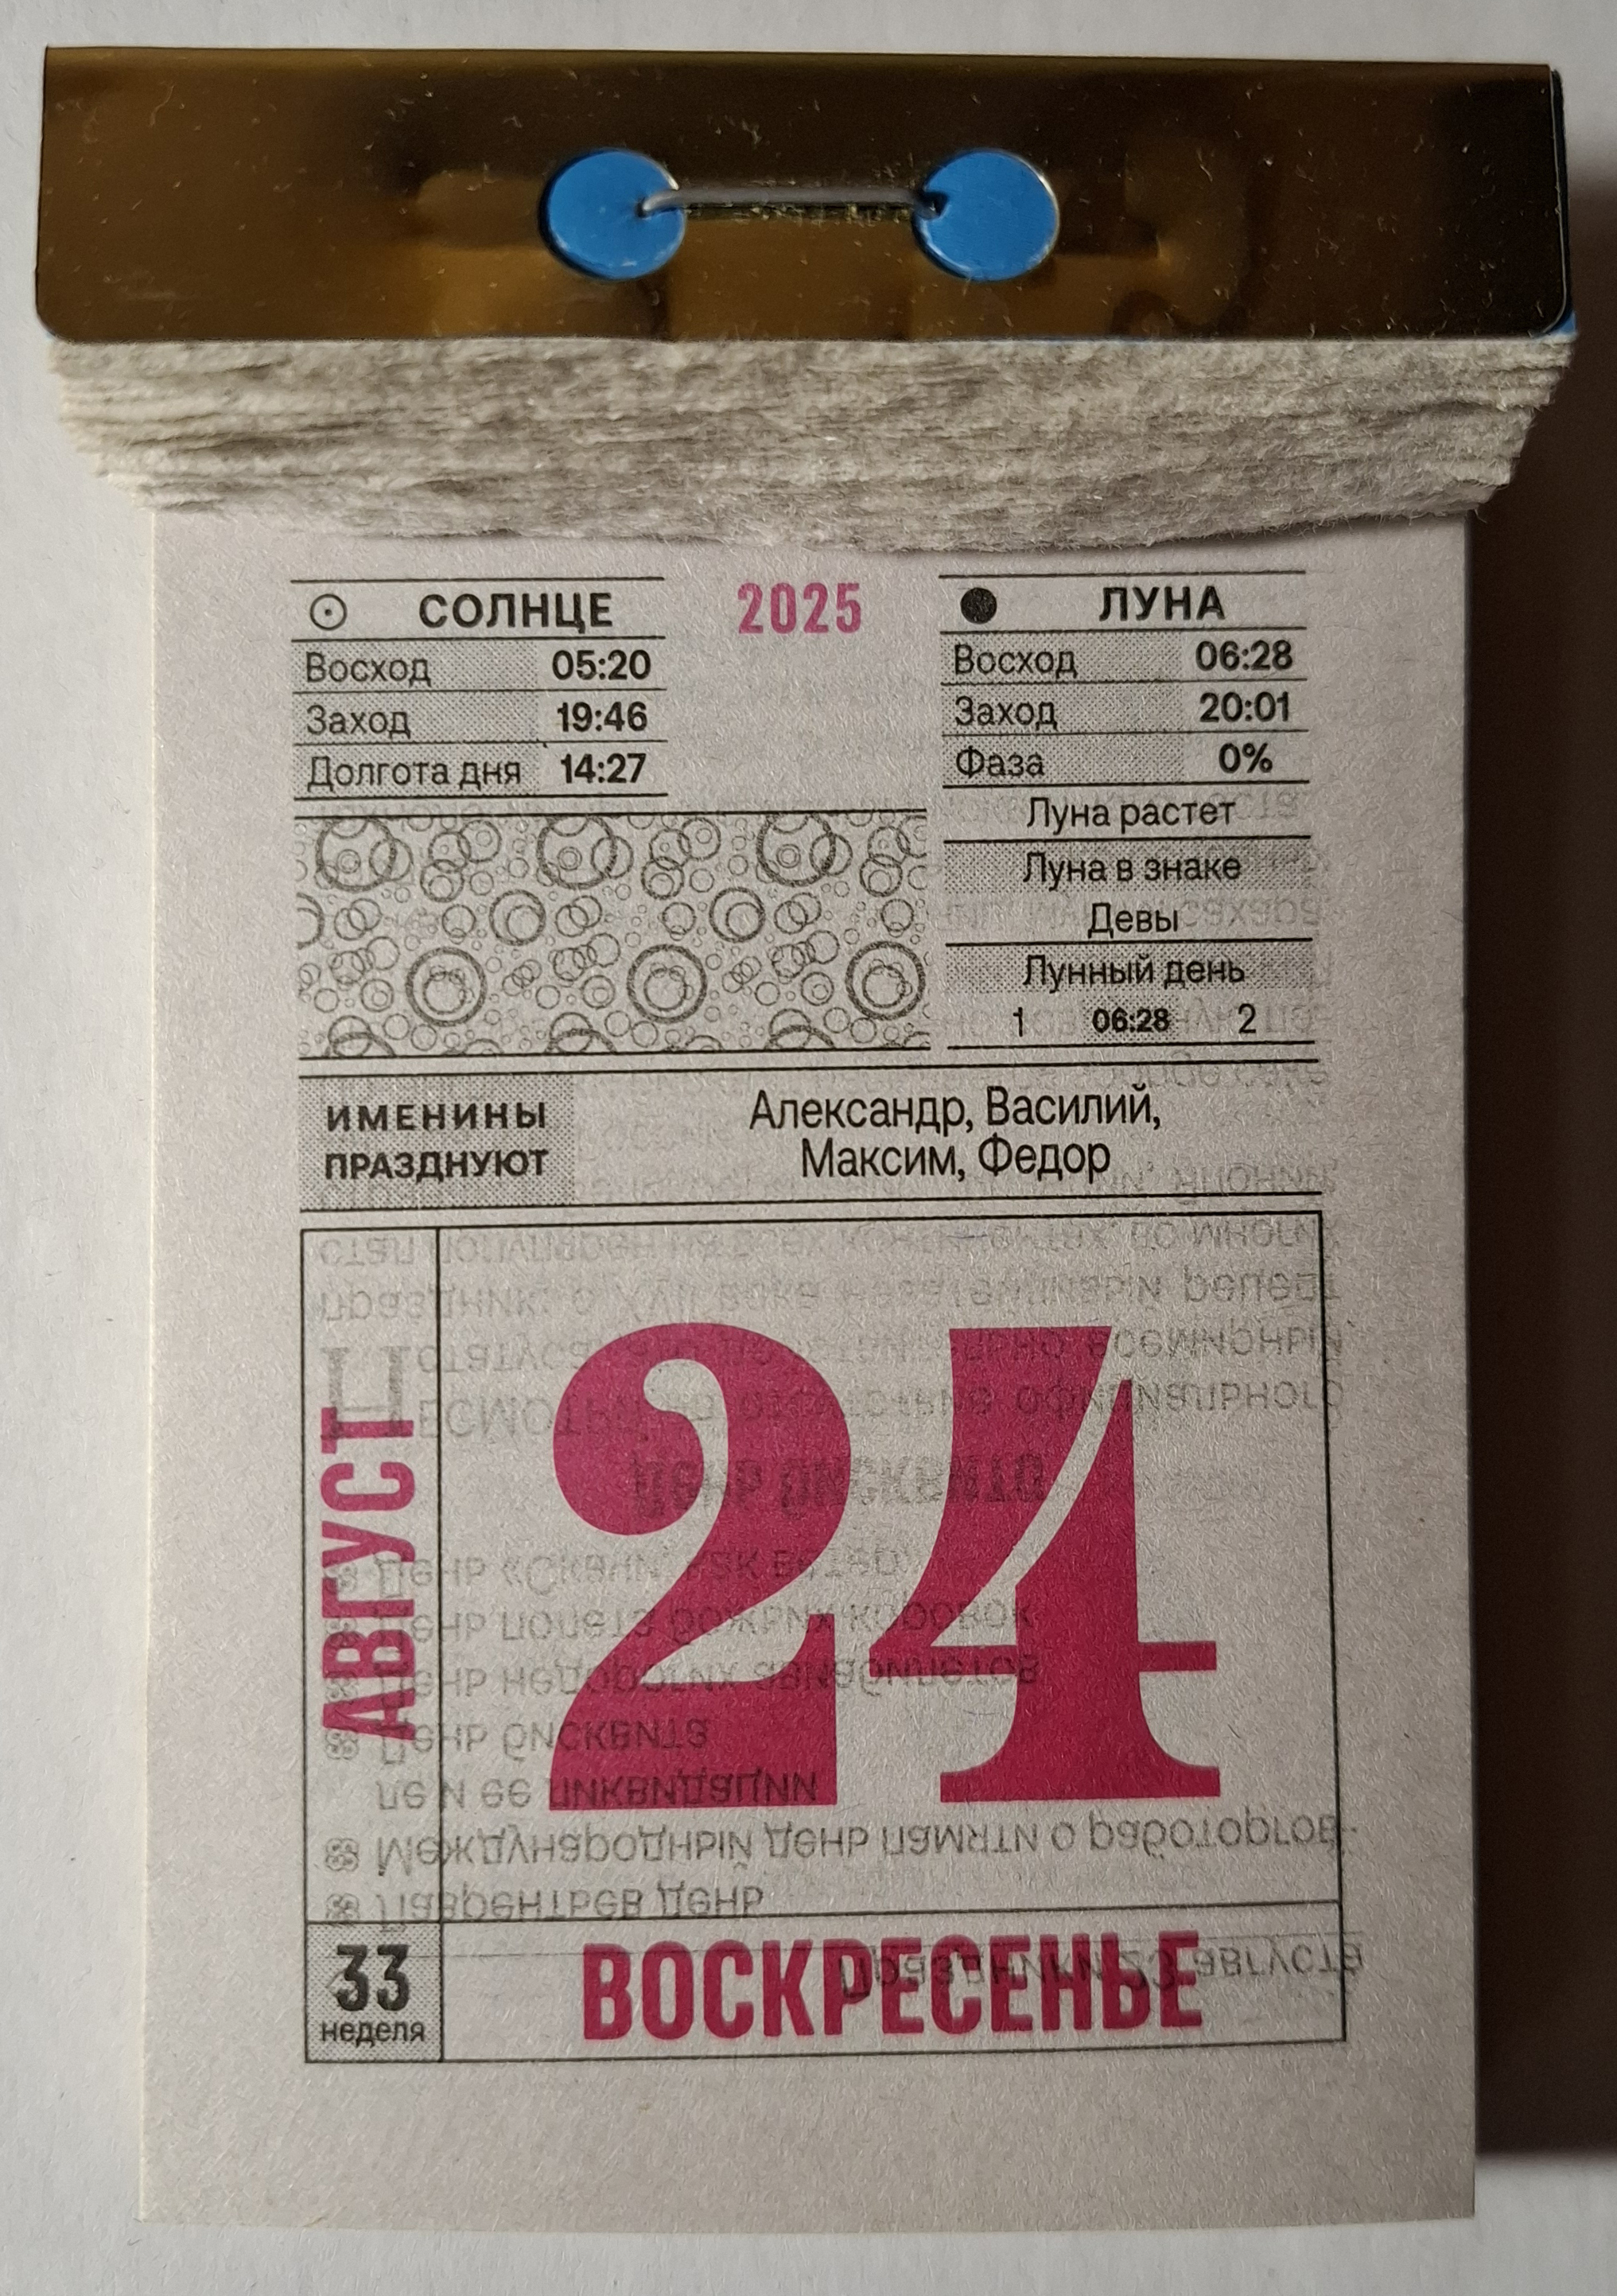 СОЛНЦЕ
Восход 05:20
Заход 19:46
Долгота дня 14:27
2025
ЛУНА
Восход 06:28
Заход 20:01
Фаза 0%
Луна растет
Луна в знаке
Девы
Лунный день
1 06:28 2
ИМЕНИНЫ
ПРАЗДНУЮТ
Александр, Василий,
Максим, Федор
АВГУСТ
24
33
неделя
ВОСКРЕСЕНЬЕ